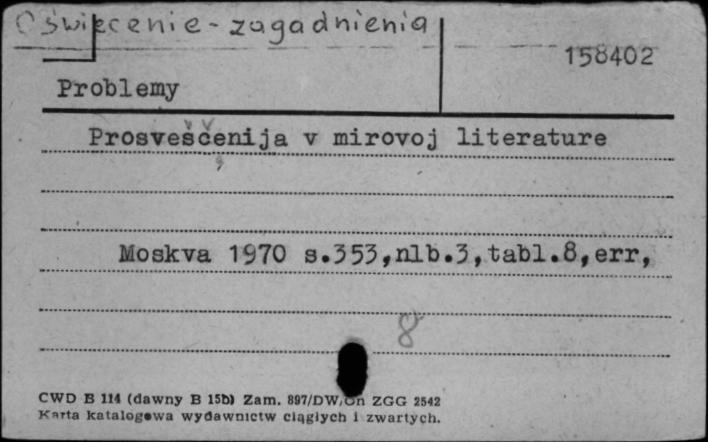 Oświecenie - zagadnienia
158402
Problemy
Prosveščenija v mirovoj literature
Moskva 1970 s.353,nlb.3,tabl.8,err,
8
CWD B 114 (dawny B 15b) Zam. 897/DW/Gn ZGG 2542
Karta katalogowa wydawnictw ciągłych i zwartych.